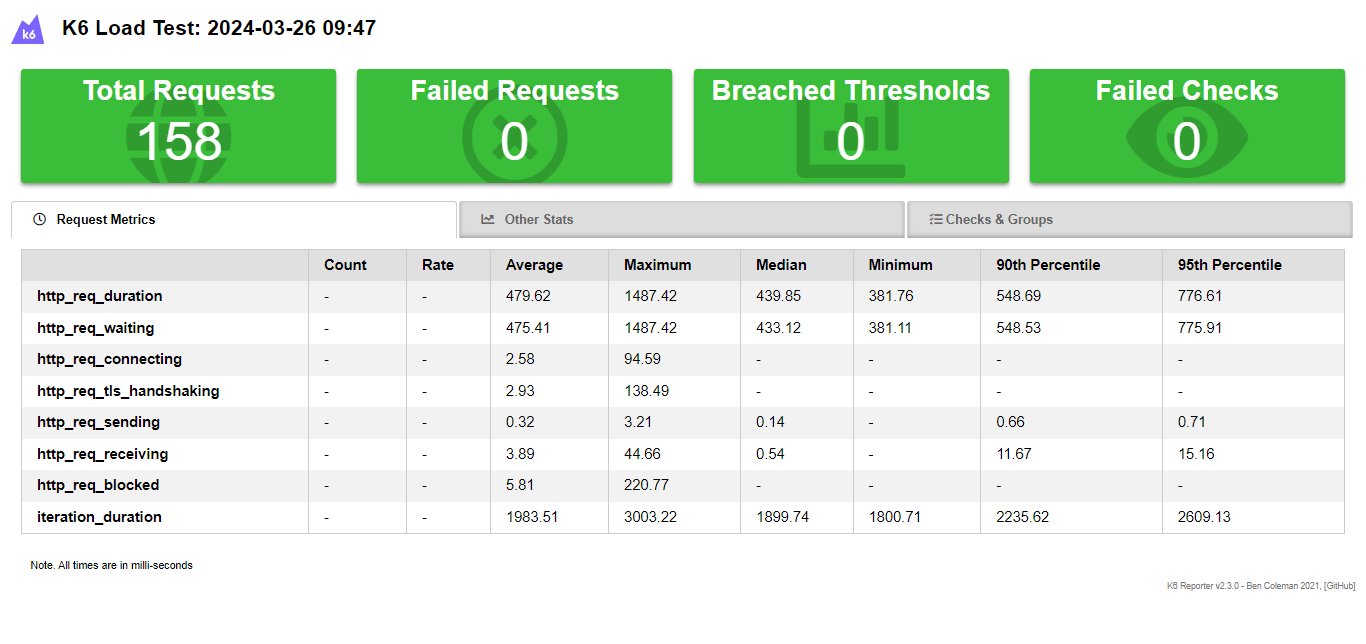 k6 K6 Load Test: 2024-03-26 09:47
Total Requests Failed Requests Breached Thresholds Failed Checks
158 0 0 0
Request Metrics Other Stats Checks & Groups
Count Rate Average Maximum Median Minimum 90th Percentile 95th Percentile
http_req_duration - - 479.62 1487.42 439.85 381.76 548.69 776.61
http_req_waiting - - 475.41 1487.42 433.12 381.11 548.53 775.91
http_req_connecting - - 2.58 94.59 - - - -
http_req_tls_handshaking - - 2.93 138.49 - - - -
http_req_sending - - 0.32 3.21 0.14 - 0.66 0.71
http_req_receiving - - 3.89 44.66 0.54 - 11.67 15.16
http_req_blocked - - 5.81 220.77 - - - -
iteration_duration - - 1983.51 3003.22 1899.74 1800.71 2235.62 2609.13
Note. All times are in milli-seconds
K6 Reporter v2.3.0 - Ben Coleman 2021, [GitHub]